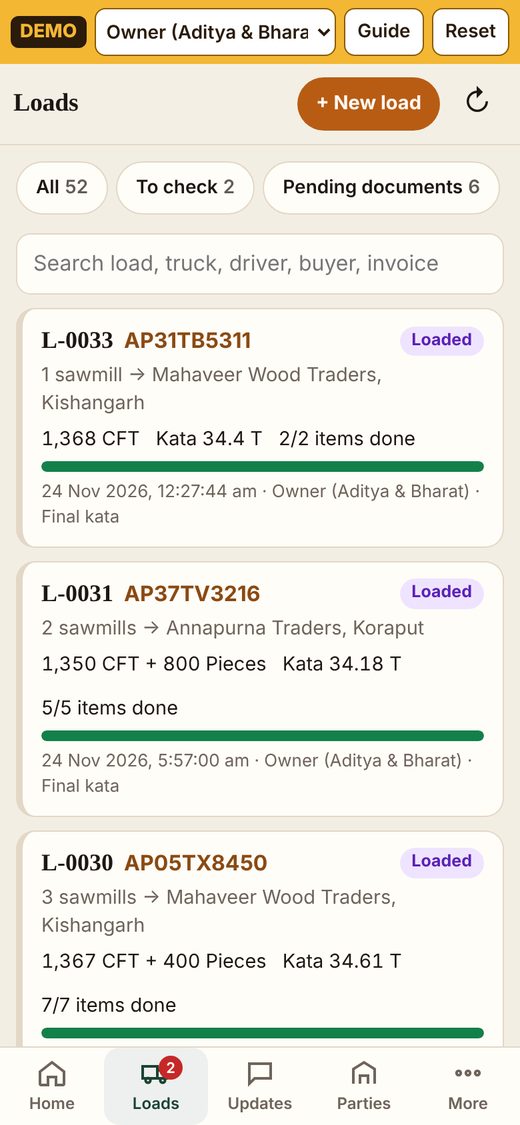 DEMO Owner (Aditya & Bhara Guide Reset
Loads + New load
All 52 To check 2 Pending documents 6
Search load, truck, driver, buyer, invoice
L-0033 AP31TB5311 Loaded
1 sawmill → Mahaveer Wood Traders,
Kishangarh
1,368 CFT Kata 34.4 T 2/2 items done
24 Nov 2026, 12:27:44 am · Owner (Aditya & Bharat) ·
Final kata
L-0031 AP37TV3216 Loaded
2 sawmills → Annapurna Traders, Koraput
1,350 CFT + 800 Pieces Kata 34.18 T
5/5 items done
24 Nov 2026, 5:57:00 am · Owner (Aditya & Bharat) ·
Final kata
L-0030 AP05TX8450 Loaded
3 sawmills → Mahaveer Wood Traders,
Kishangarh
1,367 CFT + 400 Pieces Kata 34.61 T
7/7 items done
2
Home Loads Updates Parties More